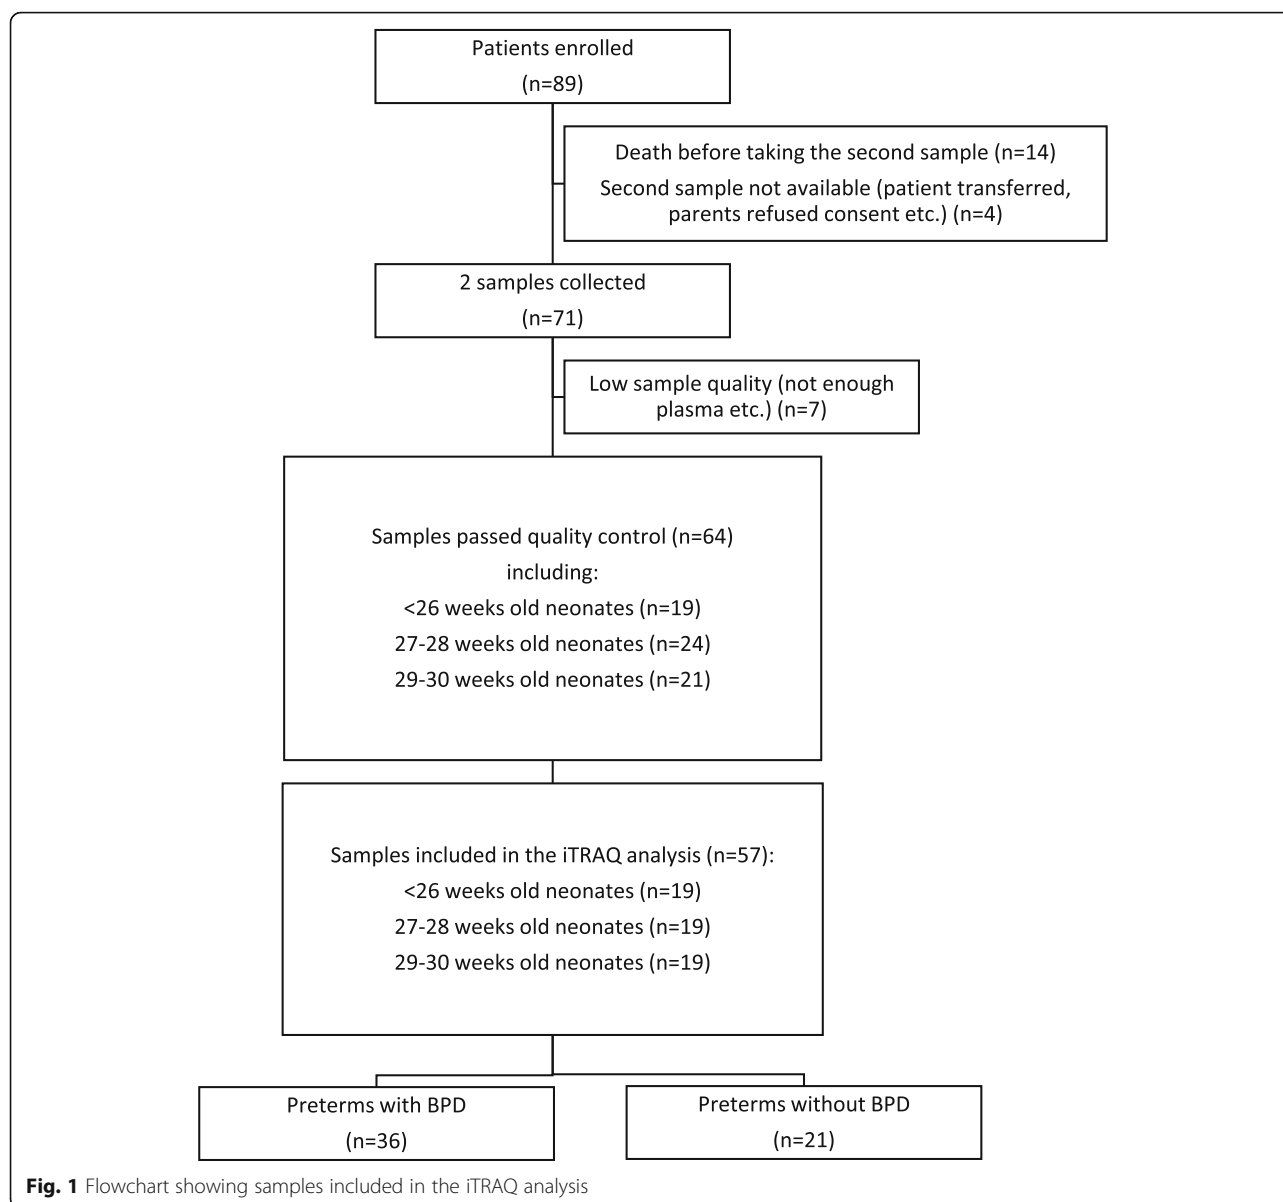 Patients enrolled
(n=89)
Death before taking the second sample (n=14)
Second sample not available (patient transferred,
parents refused consent etc.) (n=4)
2 samples collected
(n=71)
Low sample quality (not enough
plasma etc.) (n=7)
Samples passed quality control (n=64)
including:
<26 weeks old neonates (n=19)
27-28 weeks old neonates (n=24)
29-30 weeks old neonates (n=21)
Samples included in the iTRAQ analysis (n=57):
<26 weeks old neonates (n=19)
27-28 weeks old neonates (n=19)
29-30 weeks old neonates (n=19)
Preterms with BPD
(n=36)
Preterms without BPD
(n=21)
Fig. 1 Flowchart showing samples included in the iTRAQ analysis